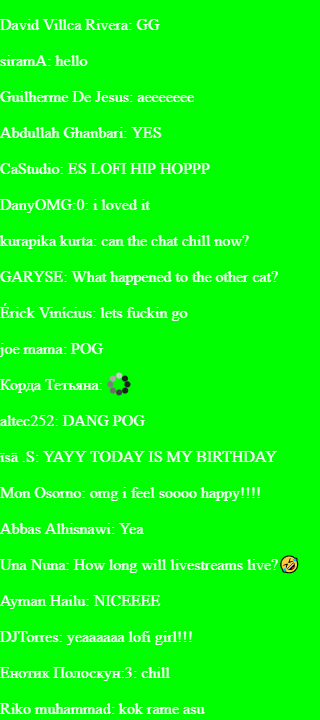 David Villca Rivera: GG
siramA: hello
Guilherme De Jesus: aeeeeeee
Abdullah Ghanbari: YES
CaStudio: ES LOFI HIP HOPPP
DanyOMG:0: i loved it
kurapika kurta: can the chat chill now?
GARYSE: What happened to the other cat?
Érick Vinícius: lets fuckin go
joe mama: POG
Корда Тетьяна:
altec252: DANG POG
ïsä .S: YAYY TODAY IS MY BIRTHDAY
Mon Osorno: omg i feel soooo happy!!!!
Abbas Alhisnawi: Yea
Una Nuna: How long will livestreams live?🤣
Ayman Hailu: NICEEEE
DJTorres: yeaaaaaa lofi girl!!!
Енотик Полоскун:3: chill
Riko muhammad: kok rame asu